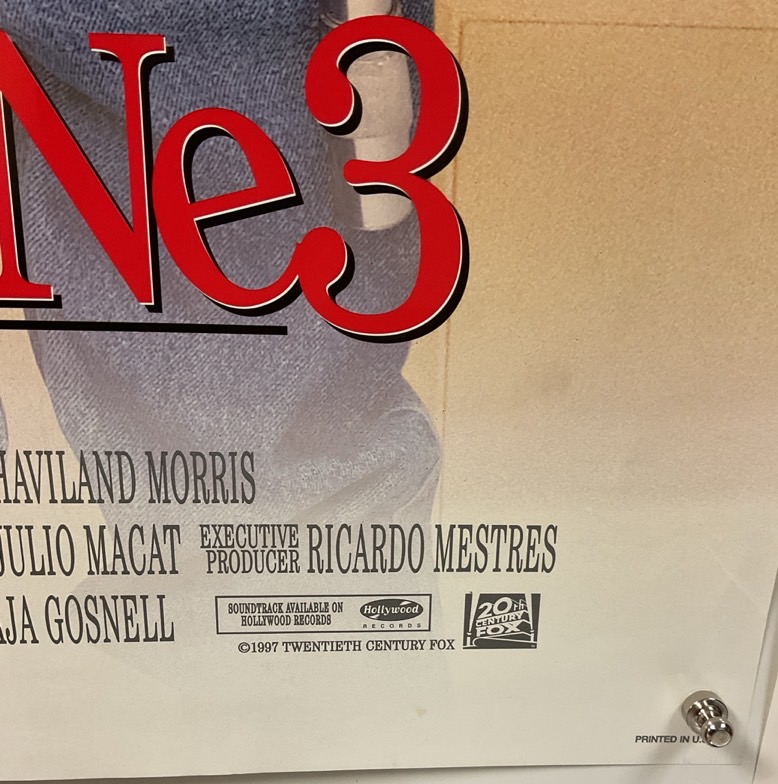 Ne3
HAVILAND MORRIS
JULIO MACAT EXECUTIVE PRODUCER RICARDO MESTRES
JA GOSNELL
SOUNDTRACK AVAILABLE ON
HOLLYWOOD RECORDS
Hollywood
RECORDS
20th
CENTURY
FOX
©1997 TWENTIETH CENTURY FOX
PRINTED IN U.S